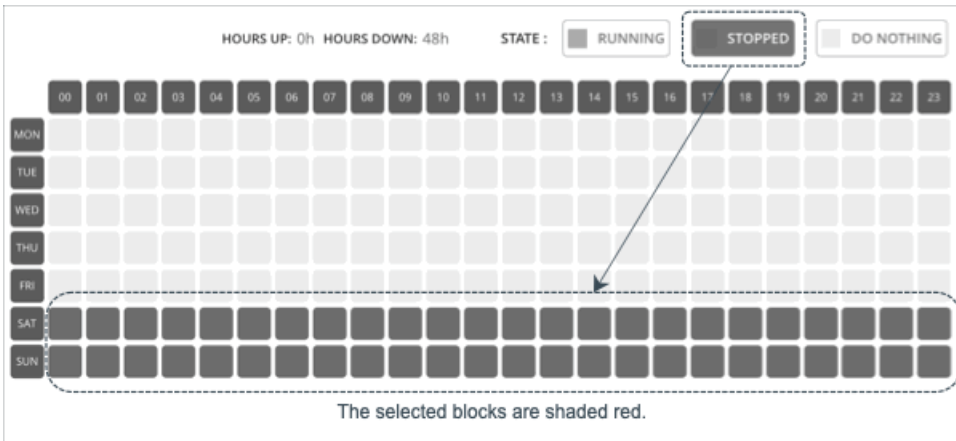 HOURS UP: 0h HOURS DOWN: 48h STATE : RUNNING STOPPED DO NOTHING
00 01 02 03 04 05 06 07 08 09 10 11 12 13 14 15 16 17 18 19 20 21 22 23
MON
TUE
WED
THU
FRI
SAT
SUN
The selected blocks are shaded red.